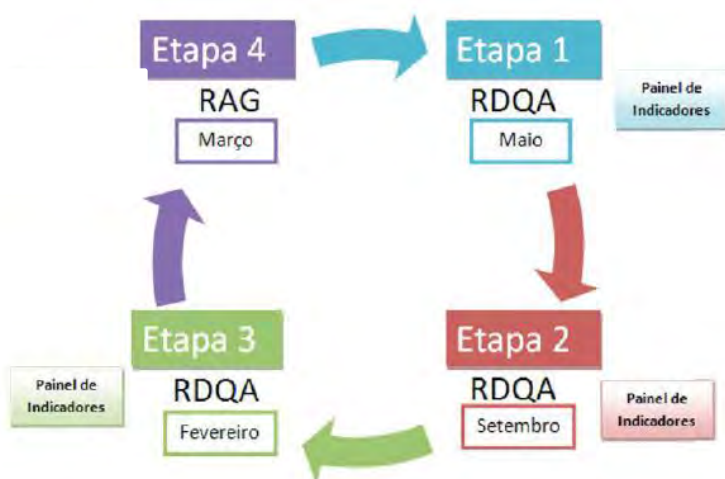 Etapa 4
RAG
Março
Etapa 1
RDQA
Maio
Painel de
Indicadores
Etapa 3
RDQA
Fevereiro
Painel de
Indicadores
Etapa 2
RDQA
Setembro
Painel de
Indicadores